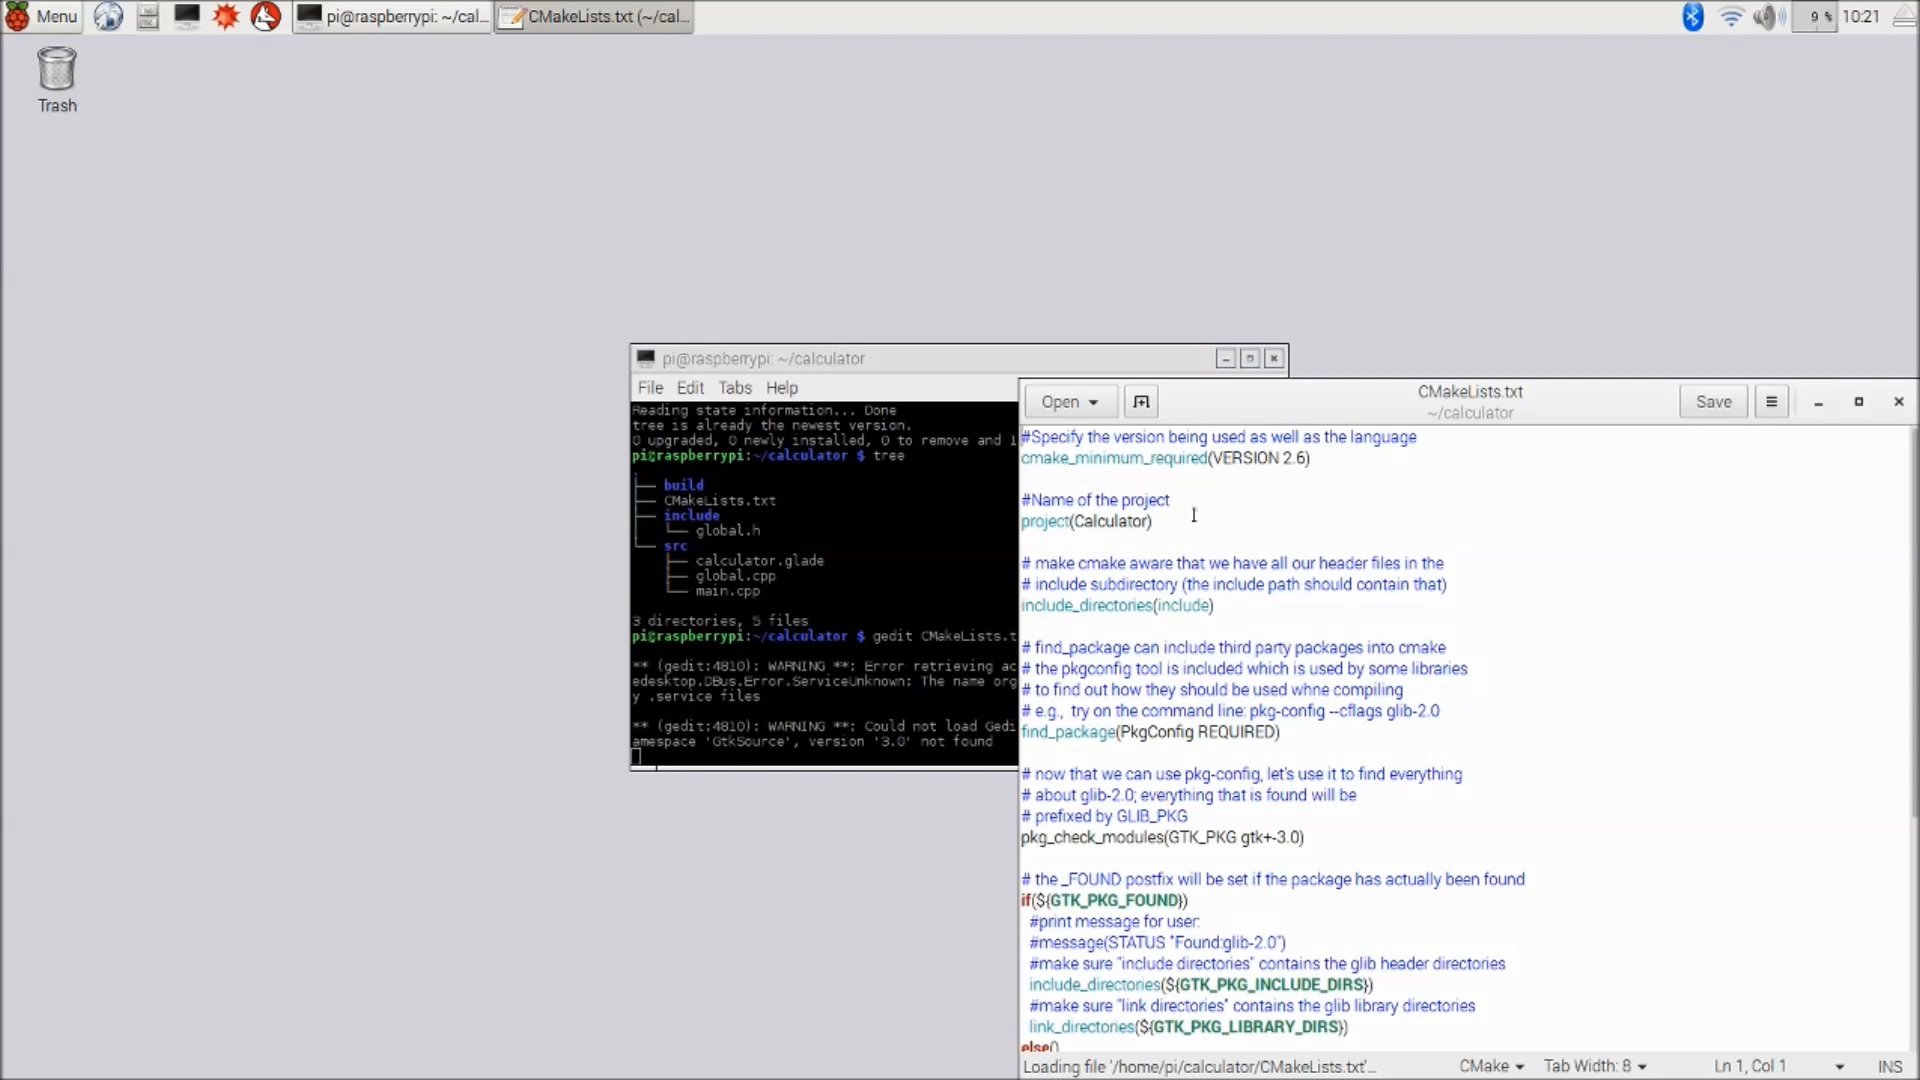 Menu
pi@raspberrypi: ~/cal...
CMakeLists.txt (~/cal...
9 %
10:21
Trash
pi@raspberrypi: ~/calculator
File Edit Tabs Help
Reading state information... Done
tree is already the newest version.
0 upgraded, 0 newly installed, 0 to remove and 1
pi@raspberrypi:~/calculator $ tree
.
├── build
├── CMakeLists.txt
├── include
│   └── global.h
└── src
    ├── calculator.glade
    ├── global.cpp
    └── main.cpp
3 directories, 5 files
pi@raspberrypi:~/calculator $ gedit CMakeLists.t
** (gedit:4810): WARNING **: Error retrieving ac
edesktop.DBus.Error.ServiceUnknown: The name org
y .service files
** (gedit:4810): WARNING **: Could not load Gedi
amespace 'GtkSource', version '3.0' not found
Open
CMakeLists.txt
~/calculator
Save
#Specify the version being used as well as the language
cmake_minimum_required(VERSION 2.6)
#Name of the project
project(Calculator)
# make cmake aware that we have all our header files in the
# include subdirectory (the include path should contain that)
include_directories(include)
# find_package can include third party packages into cmake
# the pkgconfig tool is included which is used by some libraries
# to find out how they should be used whne compiling
# e.g., try on the command line: pkg-config --cflags glib-2.0
find_package(PkgConfig REQUIRED)
# now that we can use pkg-config, let's use it to find everything
# about glib-2.0; everything that is found will be
# prefixed by GLIB_PKG
pkg_check_modules(GTK_PKG gtk+-3.0)
# the _FOUND postfix will be set if the package has actually been found
if(${GTK_PKG_FOUND})
#print message for user:
#message(STATUS "Found:glib-2.0")
#make sure "include directories" contains the glib header directories
include_directories(${GTK_PKG_INCLUDE_DIRS})
#make sure "link directories" contains the glib library directories
link_directories(${GTK_PKG_LIBRARY_DIRS})
else()
Loading file '/home/pi/calculator/CMakeLists.txt'...
CMake
Tab Width: 8
Ln 1, Col 1
INS